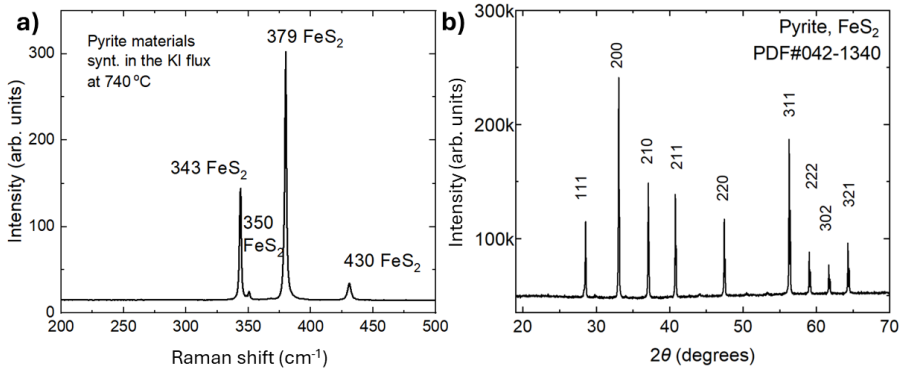 a)
Pyrite materials
synt. in the KI flux
at 740 °C
379 FeS₂
343 FeS₂
350
FeS₂
430 FeS₂
300
200
100
0
200
250
300
350
400
450
500
Intensity (arb. units)
Raman shift (cm⁻¹)
b)
Pyrite, FeS₂
PDF#042-1340
111
200
210
211
220
311
222
302
321
300k
200k
100k
20
30
40
50
60
70
Intensity (arb. units)
2θ (degrees)